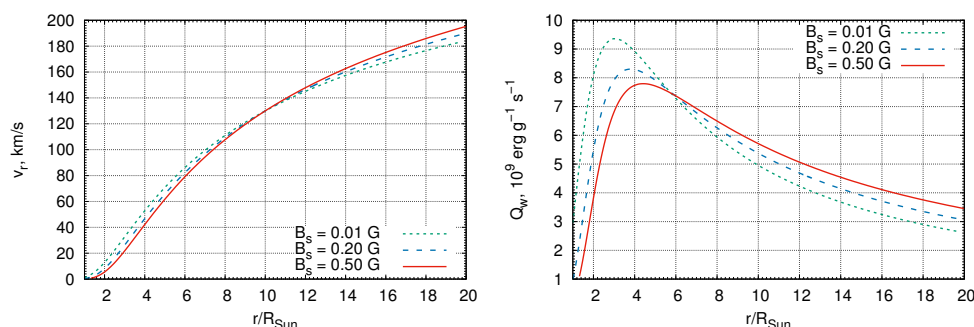 200
180
160
140
120
100
80
60
40
20
0
v_r, km/s
B_s = 0.01 G
B_s = 0.20 G
B_s = 0.50 G
2 4 6 8 10 12 14 16 18 20
r/R_Sun
10
9
8
7
6
5
4
3
2
1
Q_w, 10^9 erg g^−1 s^−1
B_s = 0.01 G
B_s = 0.20 G
B_s = 0.50 G
2 4 6 8 10 12 14 16 18 20
r/R_Sun